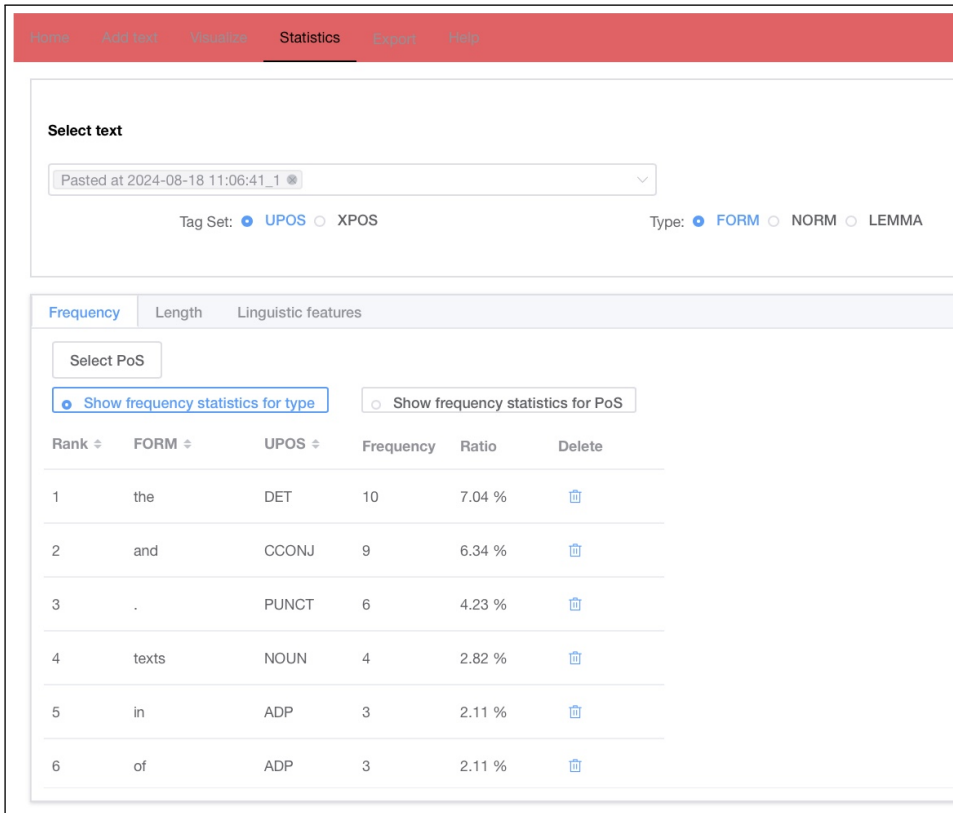 Home Add text Visualize Statistics Export Help
Select text
Pasted at 2024-08-18 11:06:41_1
Tag Set: UPOS XPOS Type: FORM NORM LEMMA
Frequency Length Linguistic features
Select PoS
Show frequency statistics for type Show frequency statistics for PoS
Rank FORM UPOS Frequency Ratio Delete
1 the DET 10 7.04 %
2 and CCONJ 9 6.34 %
3 . PUNCT 6 4.23 %
4 texts NOUN 4 2.82 %
5 in ADP 3 2.11 %
6 of ADP 3 2.11 %